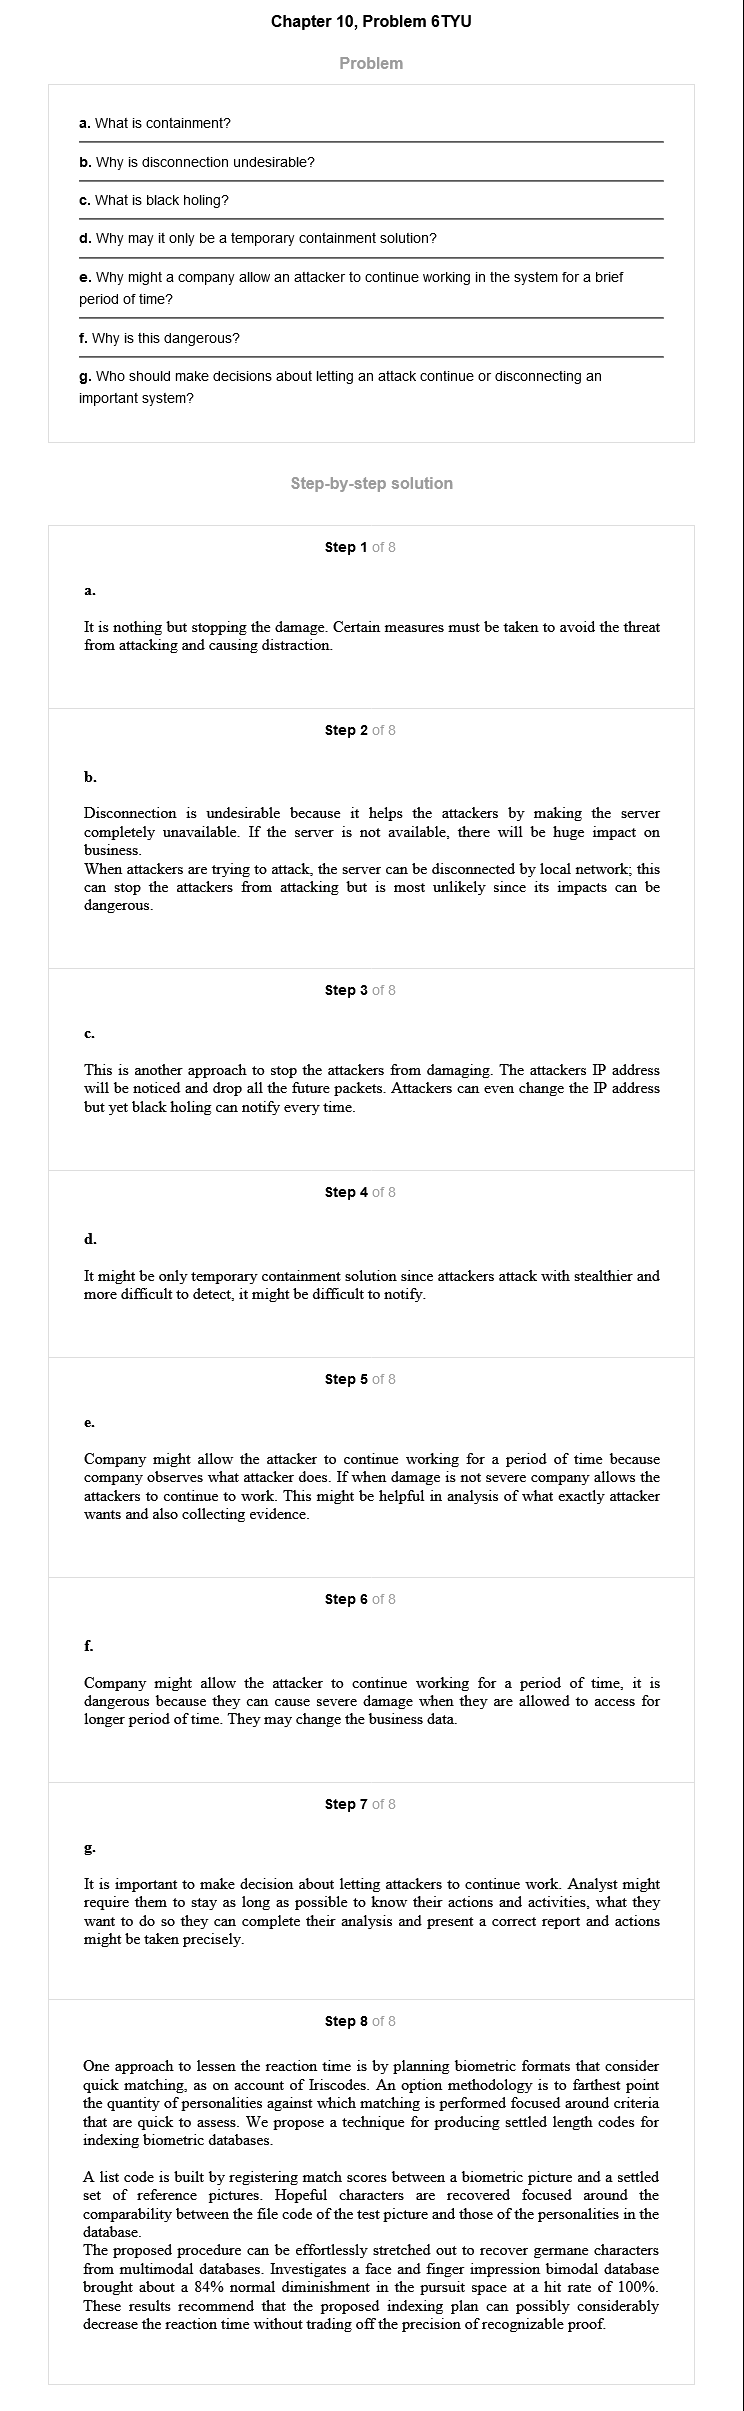 Chapter 10, Problem 6TYU
Problem
a. What is containment?
b. Why is disconnection undesirable?
c. What is black holing?
d. Why may it only be a temporary containment solution?
e. Why might a company allow an attacker to continue working in the system for a brief
period of time?
f. Why is this dangerous?
g. Who should make decisions about letting an attack continue or disconnecting an
important system?
Step-by-step solution
Step 1 of 8
a.
It is nothing but stopping the damage. Certain measures must be taken to avoid the threat
from attacking and causing distraction.
Step 2 of 8
b.
Disconnection is undesirable because it helps the attackers by making the server
completely unavailable. If the server is not available, there will be huge impact on
business.
When attackers are trying to attack, the server can be disconnected by local network; this
can stop the attackers from attacking but is most unlikely since its impacts can be
dangerous.
Step 3 of 8
c.
This is another approach to stop the attackers from damaging. The attackers IP address
will be noticed and drop all the future packets. Attackers can even change the IP address
but yet black holing can notify every time.
Step 4 of 8
d.
It might be only temporary containment solution since attackers attack with stealthier and
more difficult to detect, it might be difficult to notify.
Step 5 of 8
e.
Company might allow the attacker to continue working for a period of time because
company observes what attacker does. If when damage is not severe company allows the
attackers to continue to work. This might be helpful in analysis of what exactly attacker
wants and also collecting evidence.
Step 6 of 8
f.
Company might allow the attacker to continue working for a period of time, it is
dangerous because they can cause severe damage when they are allowed to access for
longer period of time. They may change the business data.
Step 7 of 8
g.
It is important to make decision about letting attackers to continue work. Analyst might
require them to stay as long as possible to know their actions and activities, what they
want to do so they can complete their analysis and present a correct report and actions
might be taken precisely.
Step 8 of 8
One approach to lessen the reaction time is by planning biometric formats that consider
quick matching, as on account of Iriscodes. An option methodology is to farthest point
the quantity of personalities against which matching is performed focused around criteria
that are quick to assess. We propose a technique for producing settled length codes for
indexing biometric databases.
A list code is built by registering match scores between a biometric picture and a settled
set of reference pictures. Hopeful characters are recovered focused around the
comparability between the file code of the test picture and those of the personalities in the
database.
The proposed procedure can be effortlessly stretched out to recover germane characters
from multimodal databases. Investigates a face and finger impression bimodal database
brought about a 84% normal diminishment in the pursuit space at a hit rate of 100%.
These results recommend that the proposed indexing plan can possibly considerably
decrease the reaction time without trading off the precision of recognizable proof.